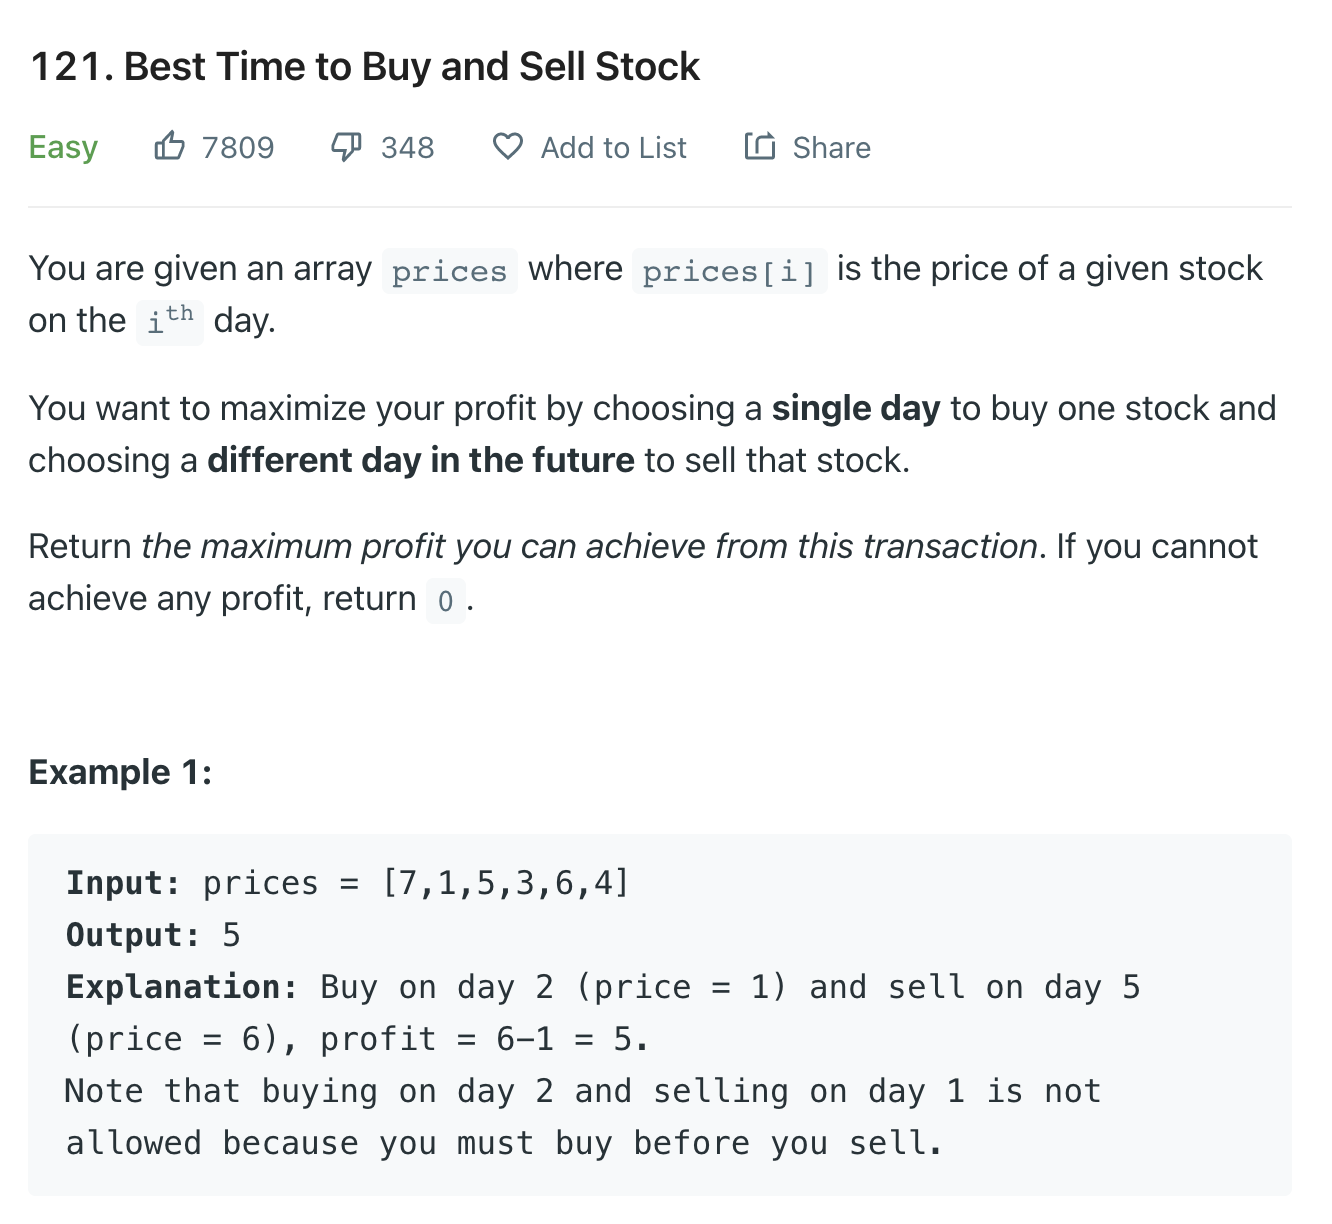 121. Best Time to Buy and Sell Stock
Easy 7809 348 Add to List Share
You are given an array prices where prices[i] is the price of a given stock
on the ith day.
You want to maximize your profit by choosing a single day to buy one stock and
choosing a different day in the future to sell that stock.
Return the maximum profit you can achieve from this transaction. If you cannot
achieve any profit, return 0.
Example 1:
Input: prices = [7,1,5,3,6,4]
Output: 5
Explanation: Buy on day 2 (price = 1) and sell on day 5
(price = 6), profit = 6-1 = 5.
Note that buying on day 2 and selling on day 1 is not
allowed because you must buy before you sell.